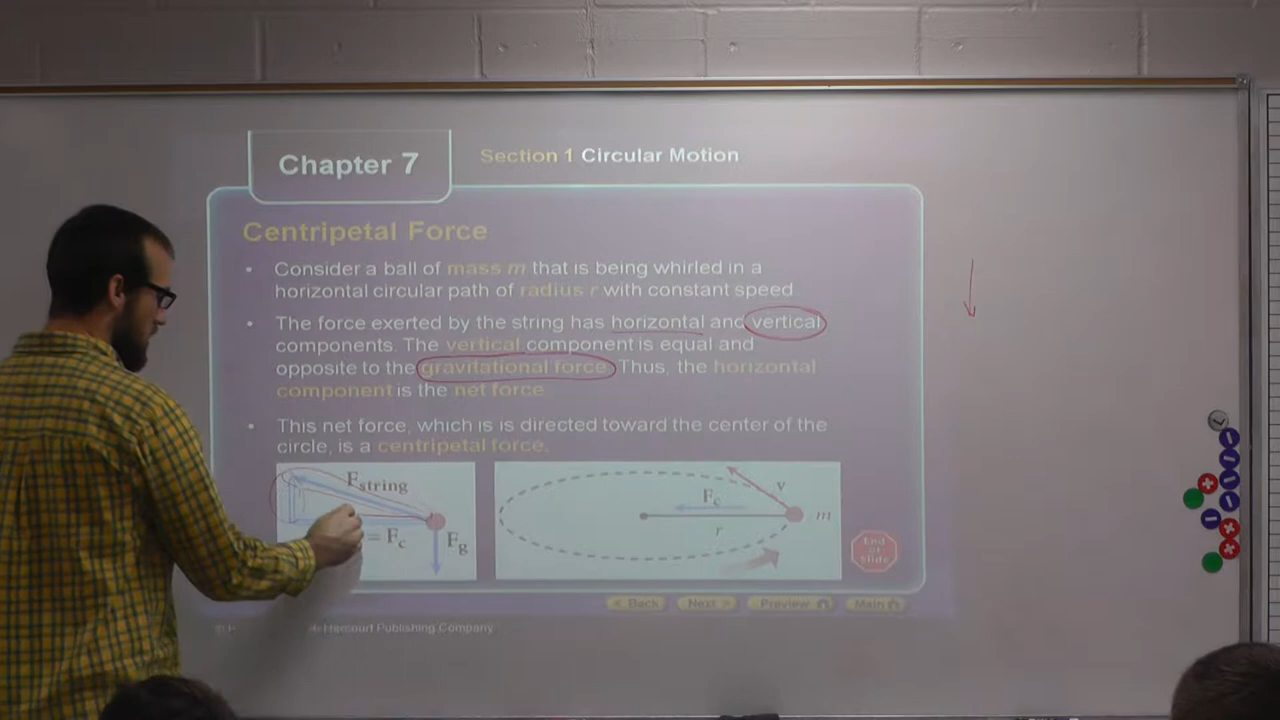 Chapter 7
Section 1 Circular Motion
Centripetal Force
• Consider a ball of mass m that is being whirled in a
horizontal circular path of radius r with constant speed
• The force exerted by the string has horizontal and vertical
components. The vertical component is equal and
opposite to the gravitational force. Thus, the horizontal
component is the net force.
• This net force, which is is directed toward the center of the
circle, is a centripetal force.
Fstring
= Fc
Fg
v
Fc
m
r
End
Of
Slide
< Back
Next >
Preview
Main
Harcourt Publishing Company